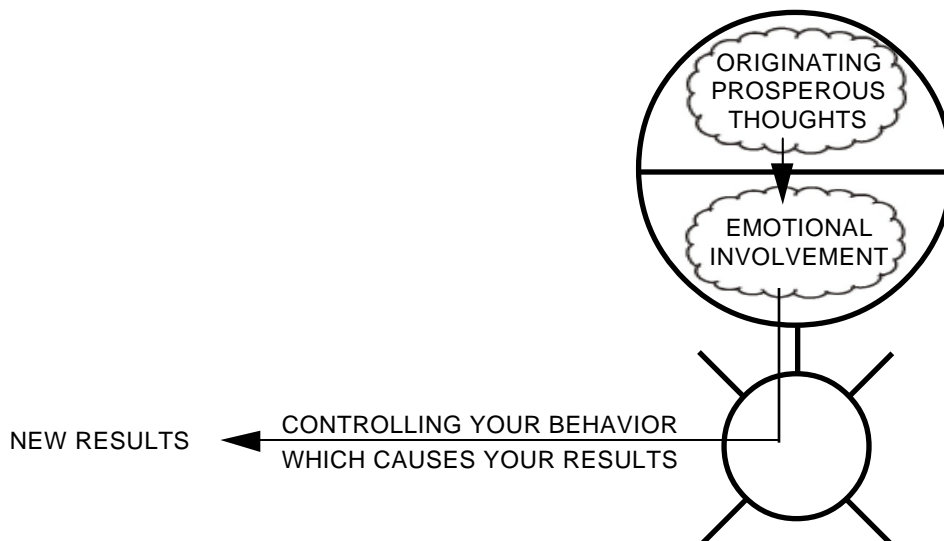 ORIGINATING
PROSPEROUS
THOUGHTS
EMOTIONAL
INVOLVEMENT
CONTROLLING YOUR BEHAVIOR
NEW RESULTS
WHICH CAUSES YOUR RESULTS